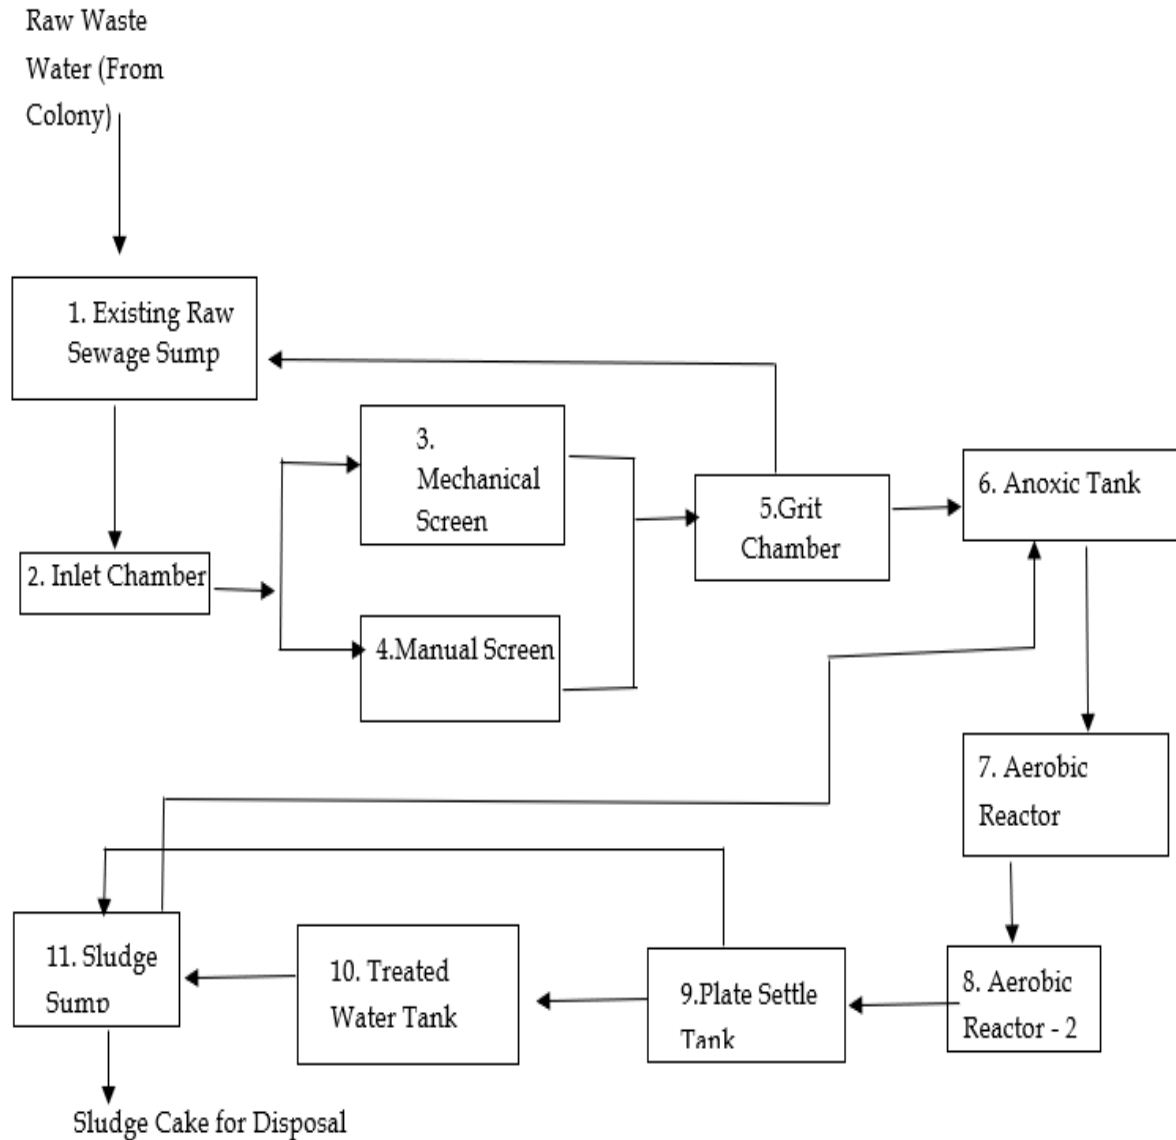 Raw Waste
Water (From
Colony)
1. Existing Raw
Sewage Sump
2. Inlet Chamber
3.
Mechanical
Screen
4.Manual Screen
5.Grit
Chamber
6. Anoxic Tank
7. Aerobic
Reactor
8. Aerobic
Reactor - 2
9.Plate Settle
Tank
10. Treated
Water Tank
11. Sludge
Sump
Sludge Cake for Disposal